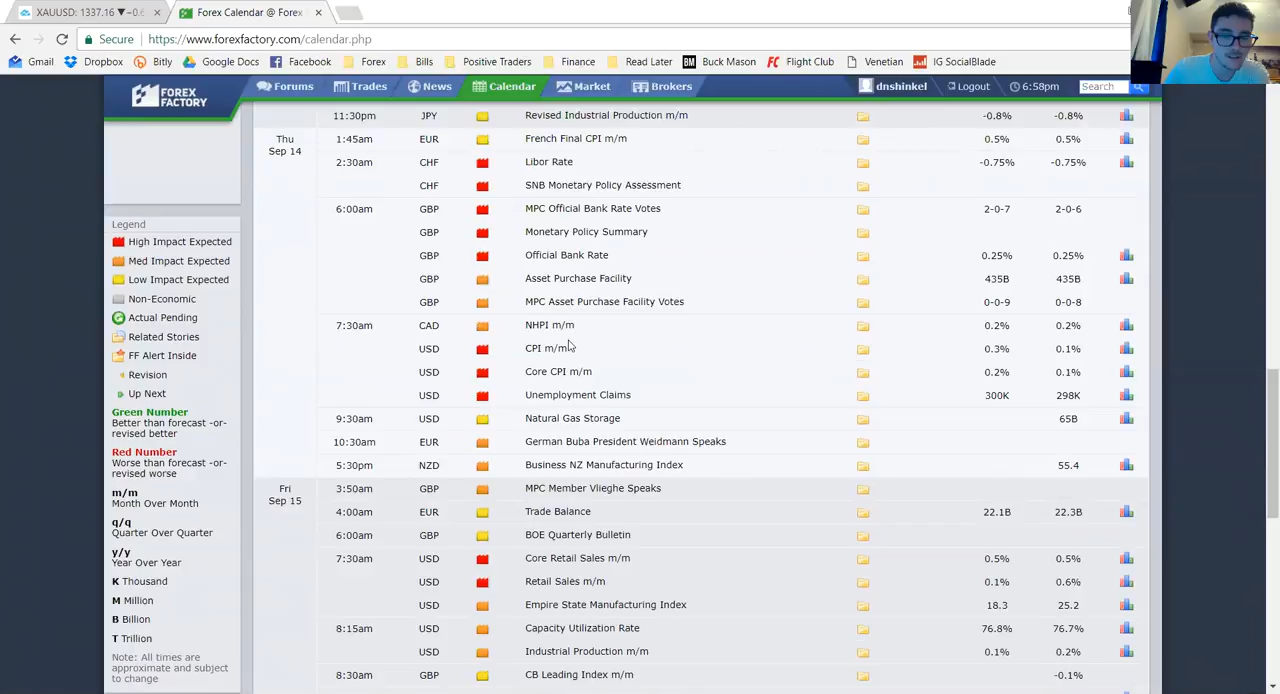 XAUUSD: 1337.16 ▼−0.6
Forex Calendar @ Forex
Secure https://www.forexfactory.com/calendar.php
Gmail Dropbox Bitly Google Docs Facebook Forex Bills Positive Traders Finance Read Later BM Buck Mason FC Flight Club Venetian IG SocialBlade
FOREX FACTORY
Forums Trades News Calendar Market Brokers dnshinkel Logout 6:58pm Search
11:30pm JPY Revised Industrial Production m/m -0.8% -0.8%
Thu Sep 14 1:45am EUR French Final CPI m/m 0.5% 0.5%
2:30am CHF Libor Rate -0.75% -0.75%
CHF SNB Monetary Policy Assessment
6:00am GBP MPC Official Bank Rate Votes 2-0-7 2-0-6
GBP Monetary Policy Summary
GBP Official Bank Rate 0.25% 0.25%
GBP Asset Purchase Facility 435B 435B
GBP MPC Asset Purchase Facility Votes 0-0-9 0-0-8
7:30am CAD NHPI m/m 0.2% 0.2%
USD CPI m/m 0.3% 0.1%
USD Core CPI m/m 0.2% 0.1%
USD Unemployment Claims 300K 298K
9:30am USD Natural Gas Storage 65B
10:30am EUR German Buba President Weidmann Speaks
5:30pm NZD Business NZ Manufacturing Index 55.4
Fri Sep 15 3:50am GBP MPC Member Vlieghe Speaks
4:00am EUR Trade Balance 22.1B 22.3B
6:00am GBP BOE Quarterly Bulletin
7:30am USD Core Retail Sales m/m 0.5% 0.5%
USD Retail Sales m/m 0.1% 0.6%
USD Empire State Manufacturing Index 18.3 25.2
8:15am USD Capacity Utilization Rate 76.8% 76.7%
USD Industrial Production m/m 0.1% 0.2%
8:30am GBP CB Leading Index m/m -0.1%
Legend
High Impact Expected
Med Impact Expected
Low Impact Expected
Non-Economic
Actual Pending
Related Stories
FF Alert Inside
Revision
Up Next
Green Number
Better than forecast -or-
revised better
Red Number
Worse than forecast -or-
revised worse
m/m
Month Over Month
q/q
Quarter Over Quarter
y/y
Year Over Year
K Thousand
M Million
B Billion
T Trillion
Note: All times are
approximate and subject
to change